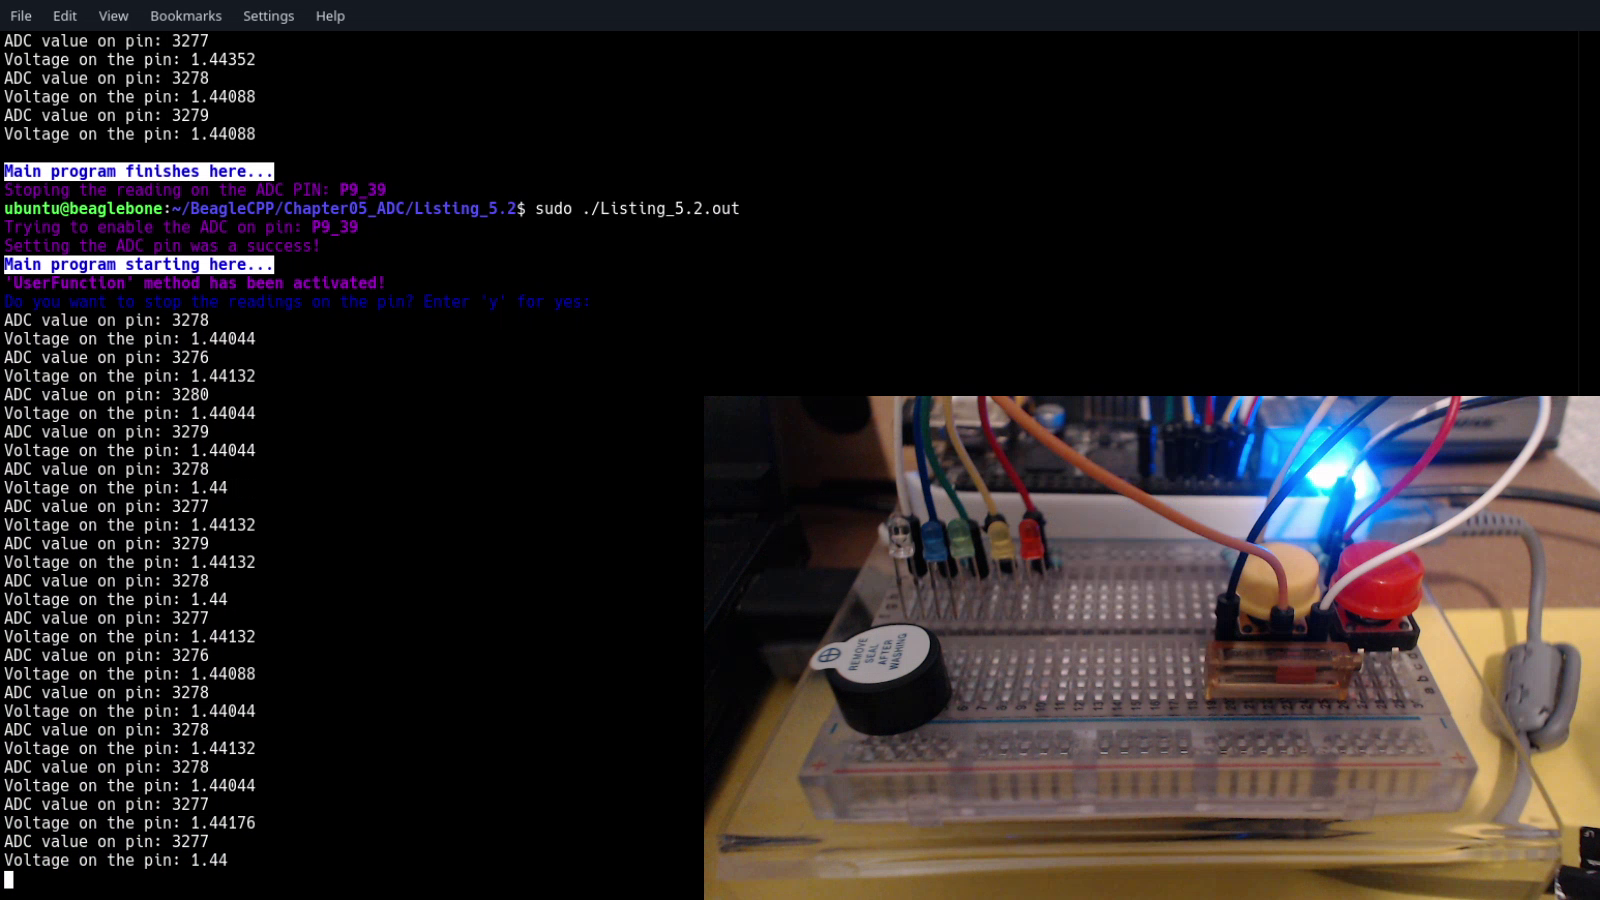 File Edit View Bookmarks Settings Help
ADC value on pin: 3277
Voltage on the pin: 1.44352
ADC value on pin: 3278
Voltage on the pin: 1.44088
ADC value on pin: 3279
Voltage on the pin: 1.44088
Main program finishes here...
Stoping the reading on the ADC PIN: P9_39
ubuntu@beaglebone:~/BeagleCPP/Chapter05_ADC/Listing_5.2$ sudo ./Listing_5.2.out
Trying to enable the ADC on pin: P9_39
Setting the ADC pin was a success!
Main program starting here...
'UserFunction' method has been activated!
Do you want to stop the readings on the pin? Enter 'y' for yes:
ADC value on pin: 3278
Voltage on the pin: 1.44044
ADC value on pin: 3276
Voltage on the pin: 1.44132
ADC value on pin: 3280
Voltage on the pin: 1.44044
ADC value on pin: 3279
Voltage on the pin: 1.44044
ADC value on pin: 3278
Voltage on the pin: 1.44
ADC value on pin: 3277
Voltage on the pin: 1.44132
ADC value on pin: 3279
Voltage on the pin: 1.44132
ADC value on pin: 3278
Voltage on the pin: 1.44
ADC value on pin: 3277
Voltage on the pin: 1.44132
ADC value on pin: 3276
Voltage on the pin: 1.44088
ADC value on pin: 3278
Voltage on the pin: 1.44044
ADC value on pin: 3278
Voltage on the pin: 1.44132
ADC value on pin: 3278
Voltage on the pin: 1.44044
ADC value on pin: 3277
Voltage on the pin: 1.44176
ADC value on pin: 3277
Voltage on the pin: 1.44
REMOVE
SEAL
AFTER
WASHING